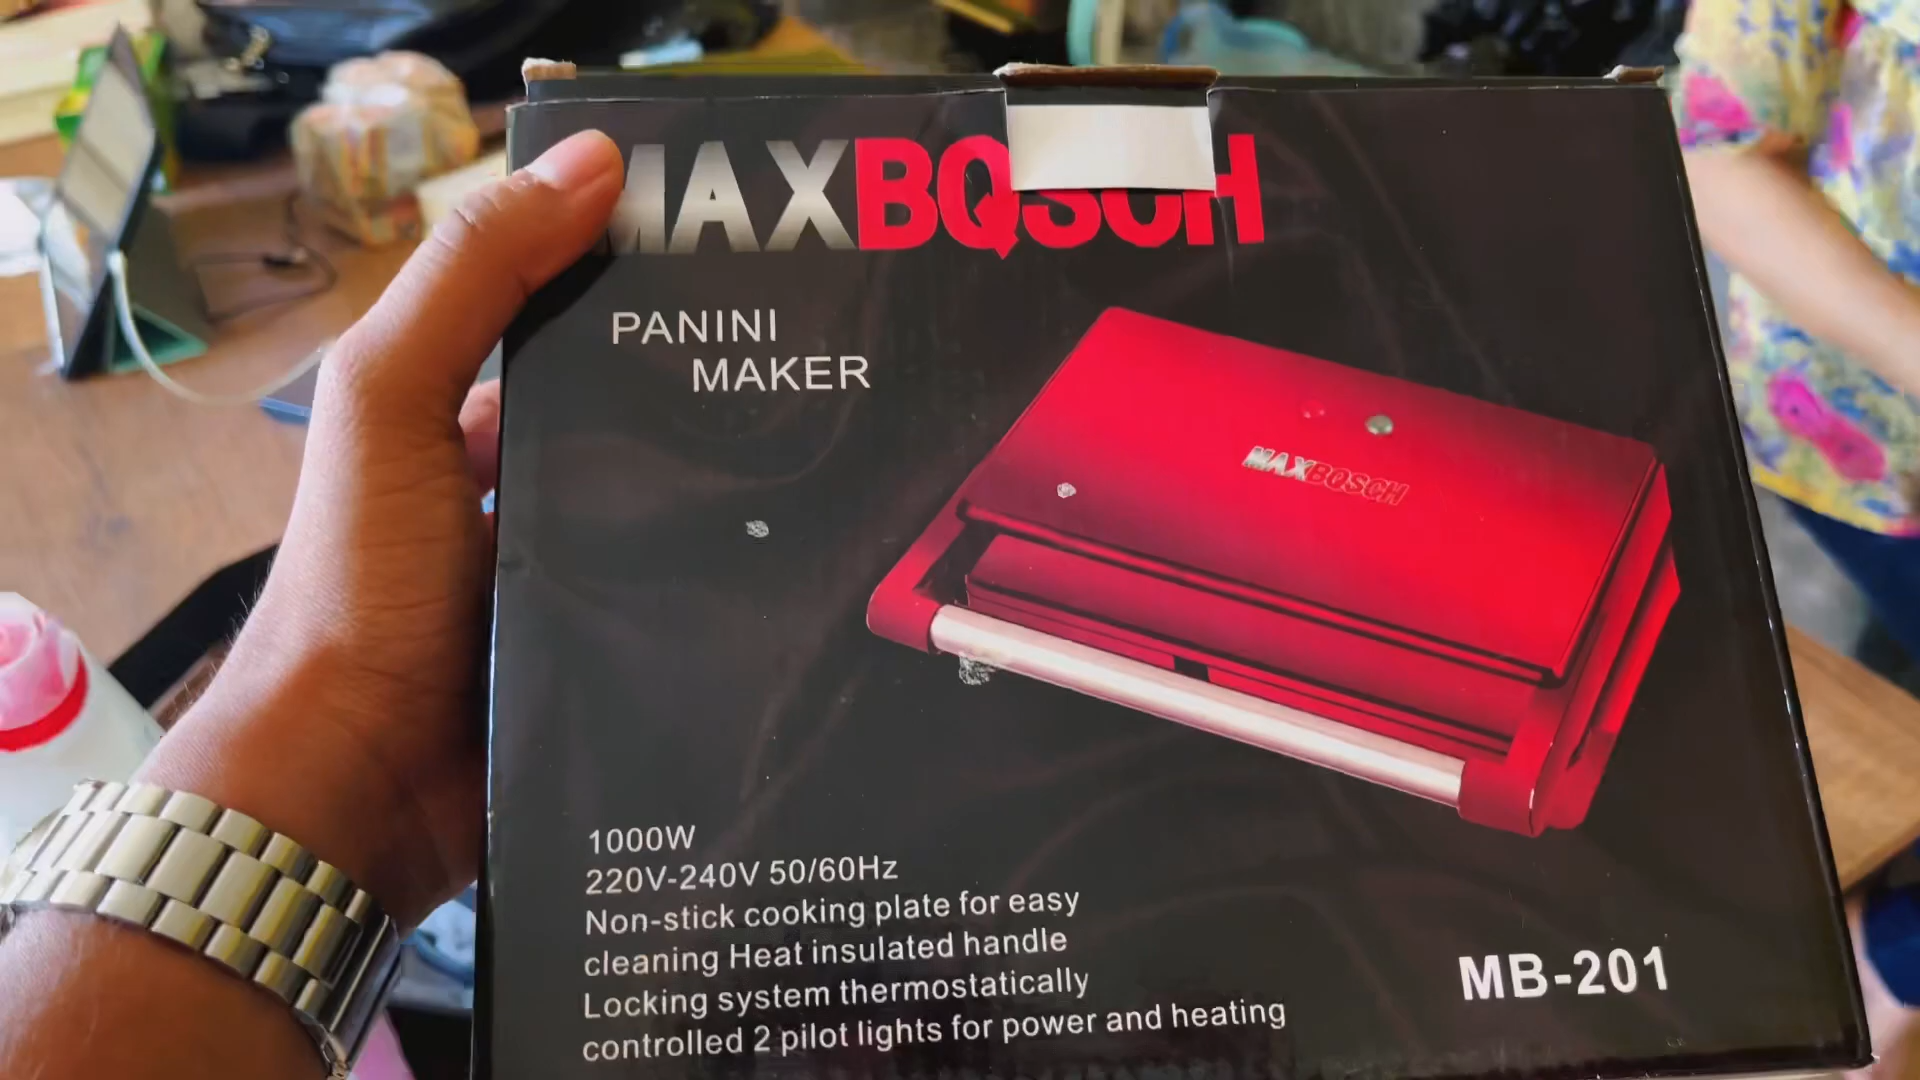 MAXBQSCH
PANINI
MAKER
MAXBQSCH
1000W
220V-240V 50/60Hz
Non-stick cooking plate for easy
cleaning Heat insulated handle
Locking system thermostatically
controlled 2 pilot lights for power and heating
MB-201